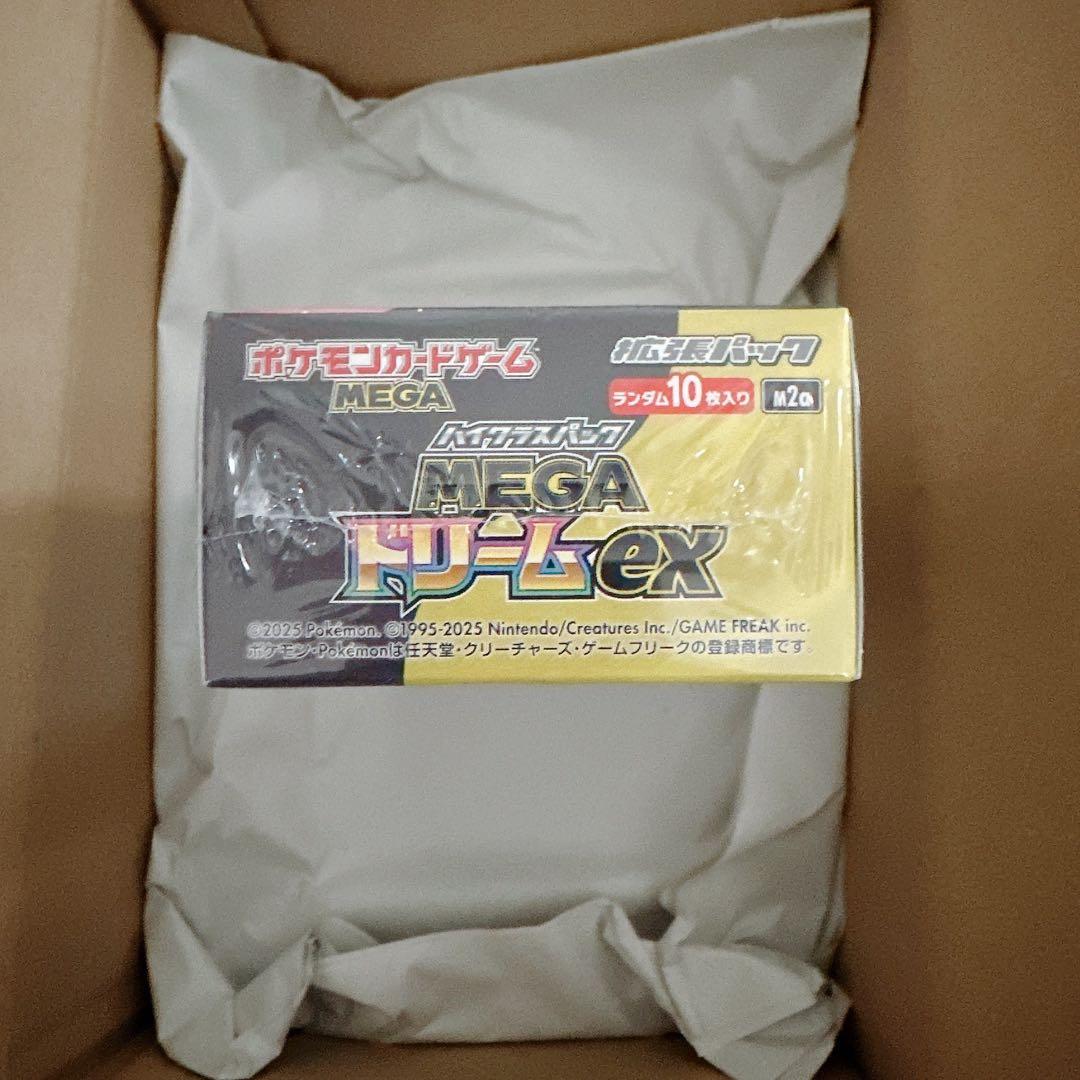 ポケモンカードゲーム
MEGA
拡張パック
ランダム10枚入り M2a
ハイクラスパック
MEGA
ドリームex
©2025 Pokémon. ©1995-2025 Nintendo/Creatures Inc./GAME FREAK inc.
ポケモン・Pokémonは任天堂・クリーチャーズ・ゲームフリークの登録商標です。